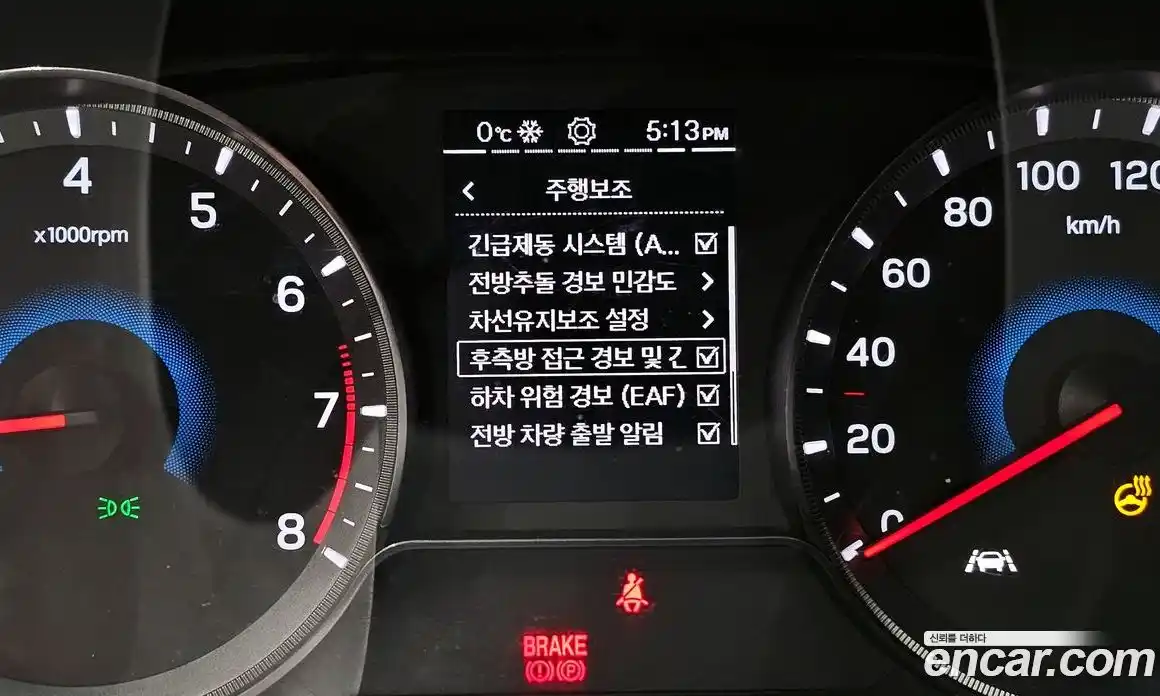 0°C 5:13PM
주행보조
긴급제동 시스템 (A...
전방추돌 경보 민감도
차선유지보조 설정
후측방 접근 경보 및 긴
하차 위험 경보 (EAF)
전방 차량 출발 알림
4
5
6
7
8
x1000rpm
0
20
40
60
80
100
120
km/h
BRAKE
(!) (P)
신뢰를 더하다
encar.com